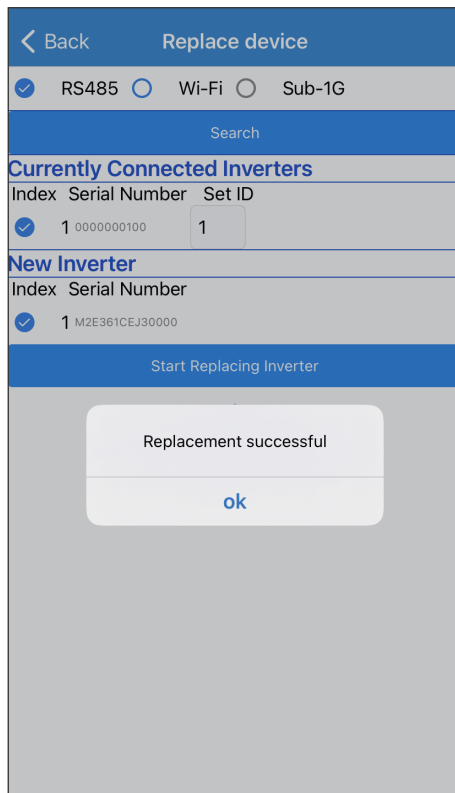 Back Replace device
RS485 Wi-Fi Sub-1G
Search
Currently Connected Inverters
Index Serial Number Set ID
1 0000000100 1
New Inverter
Index Serial Number
1 M2E361CEJ30000
Start Replacing Inverter
Replacement successful
ok